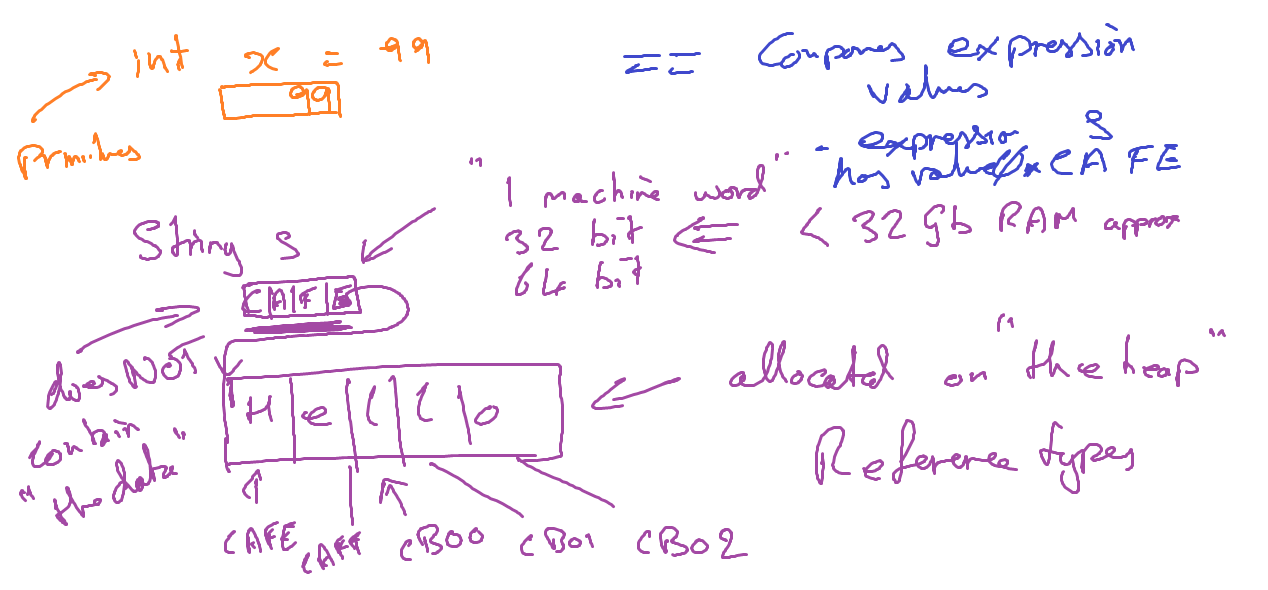 int x = 99
99
primitives
== Compares expression
values
- expression S
has value 0xCAFE
"1 machine word"
32 bit <= < 32 Gb RAM approx
64 bit
String S
CAFE
does NOT
contain
"the data"
Hello
CAFE CAFF CB00 CB01 CB02
allocated on "the heap"
Reference types